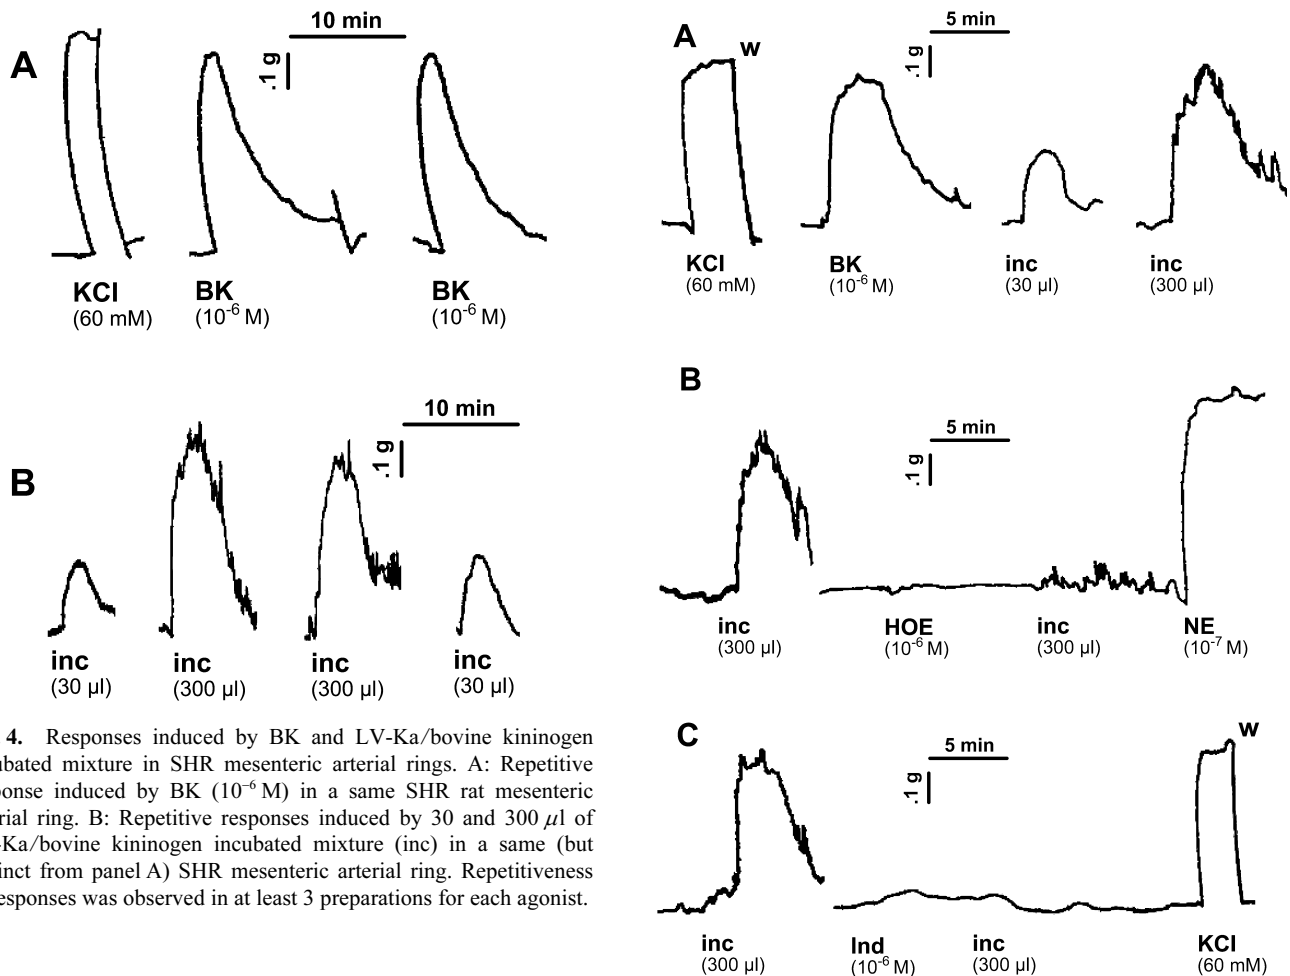 10 min
A
.1 g
KCl
(60 mM)
BK
(10-6 M)
BK
(10-6 M)
10 min
.1 g
B
inc
(30 µl)
inc
(300 µl)
inc
(300 µl)
inc
(30 µl)
4. Responses induced by BK and LV-Ka/bovine kininogen
ubated mixture in SHR mesenteric arterial rings. A: Repetitive
ponse induced by BK (10–6 M) in a same SHR rat mesenteric
rial ring. B: Repetitive responses induced by 30 and 300 µl of
-Ka/bovine kininogen incubated mixture (inc) in a same (but
inct from panel A) SHR mesenteric arterial ring. Repetitiveness
esponses was observed in at least 3 preparations for each agonist.
A
5 min
w
.1 g
KCl
(60 mM)
BK
(10-6 M)
inc
(30 µl)
inc
(300 µl)
B
5 min
.1 g
inc
(300 µl)
HOE
(10-6 M)
inc
(300 µl)
NE
(10-7 M)
C
5 min
w
.1 g
inc
(300 µl)
Ind
(10-6 M)
inc
(300 µl)
KCl
(60 mM)